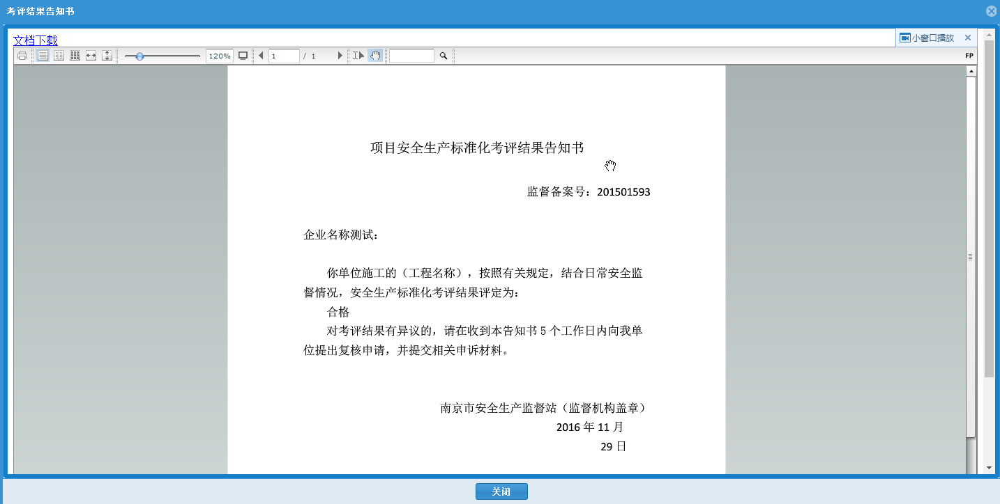 考评结果告知书
文档下载
小窗口播放
120%
1 / 1
FP
项目安全生产标准化考评结果告知书
监督备案号：201501593
企业名称测试：
你单位施工的（工程名称），按照有关规定，结合日常安全监
督情况，安全生产标准化考评结果评定为：
合格
对考评结果有异议的，请在收到本告知书 5 个工作日内向我单
位提出复核申请，并提交相关申诉材料。
南京市安全生产监督站（监督机构盖章）
2016 年 11 月
29 日
关闭